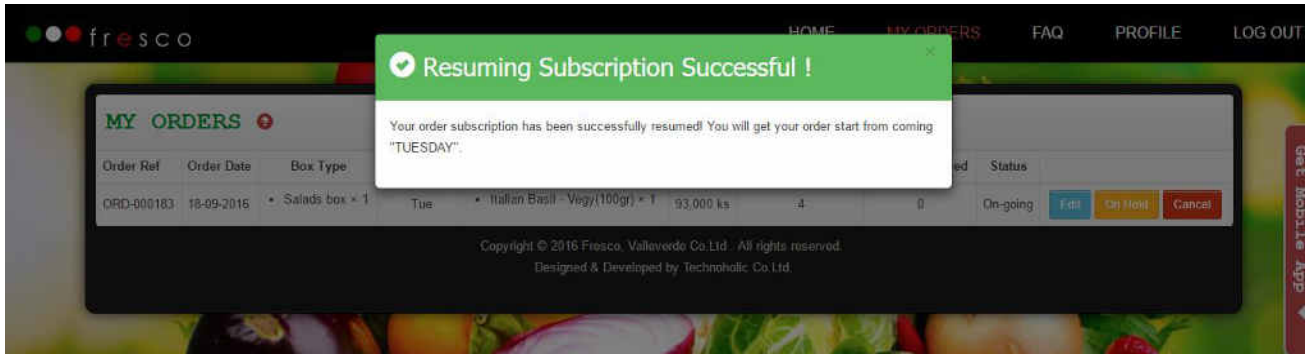 fresco
HOME MY ORDERS FAQ PROFILE LOG OUT
Resuming Subscription Successful !
×
Your order subscription has been successfully resumed! You will get your order start from coming
"TUESDAY".
MY ORDERS
Order Ref Order Date Box Type ed Status
ORD-000183 18-09-2016 • Salads box × 1 Tue • Italian Basil - Vegy(100gr) × 1 93,000 ks 4 0 On-going Edit On Hold Cancel
Copyright © 2016 Fresco, Valleverde Co.Ltd . All rights reserved.
Designed & Developed by Technoholic Co.Ltd.
Get Mobile App